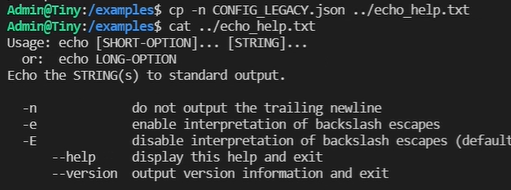 Admin@Tiny:/examples$ cp -n CONFIG_LEGACY.json ../echo_help.txt
Admin@Tiny:/examples$ cat ../echo_help.txt
Usage: echo [SHORT-OPTION]... [STRING]...
  or:  echo LONG-OPTION
Echo the STRING(s) to standard output.

  -n             do not output the trailing newline
  -e             enable interpretation of backslash escapes
  -E             disable interpretation of backslash escapes (default
      --help     display this help and exit
      --version  output version information and exit